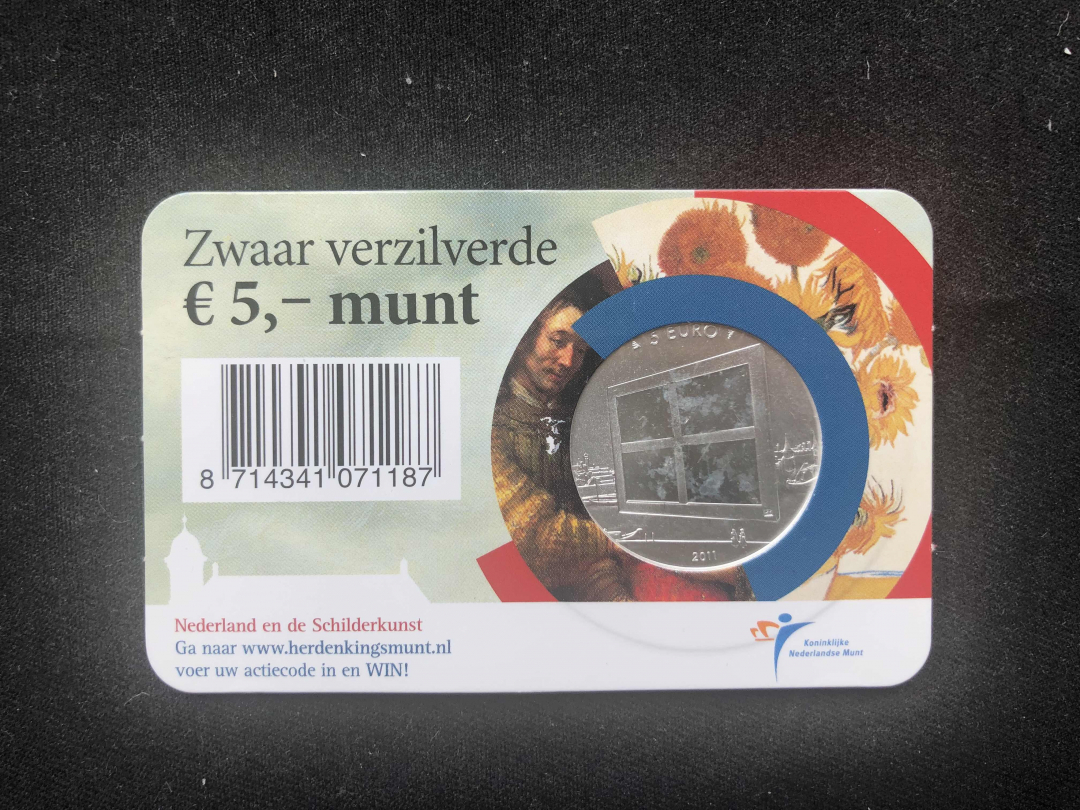 Zwaar verzilverde
€ 5,– munt
5 EURO
8 714341 071187
2011
Nederland en de Schilderkunst
Ga naar www.herdenkingsmunt.nl
voer uw actiecode in en WIN!
Koninklijke
Nederlandse Munt